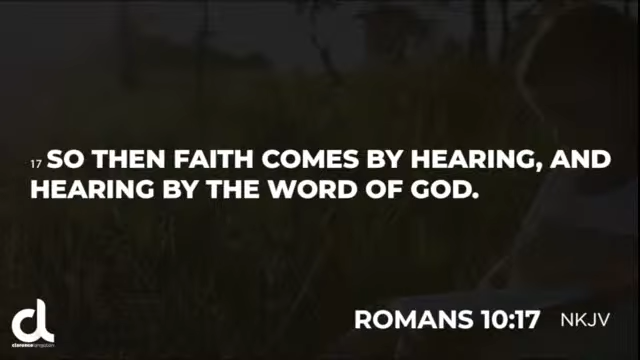 17 SO THEN FAITH COMES BY HEARING, AND
HEARING BY THE WORD OF GOD.
ROMANS 10:17 NKJV